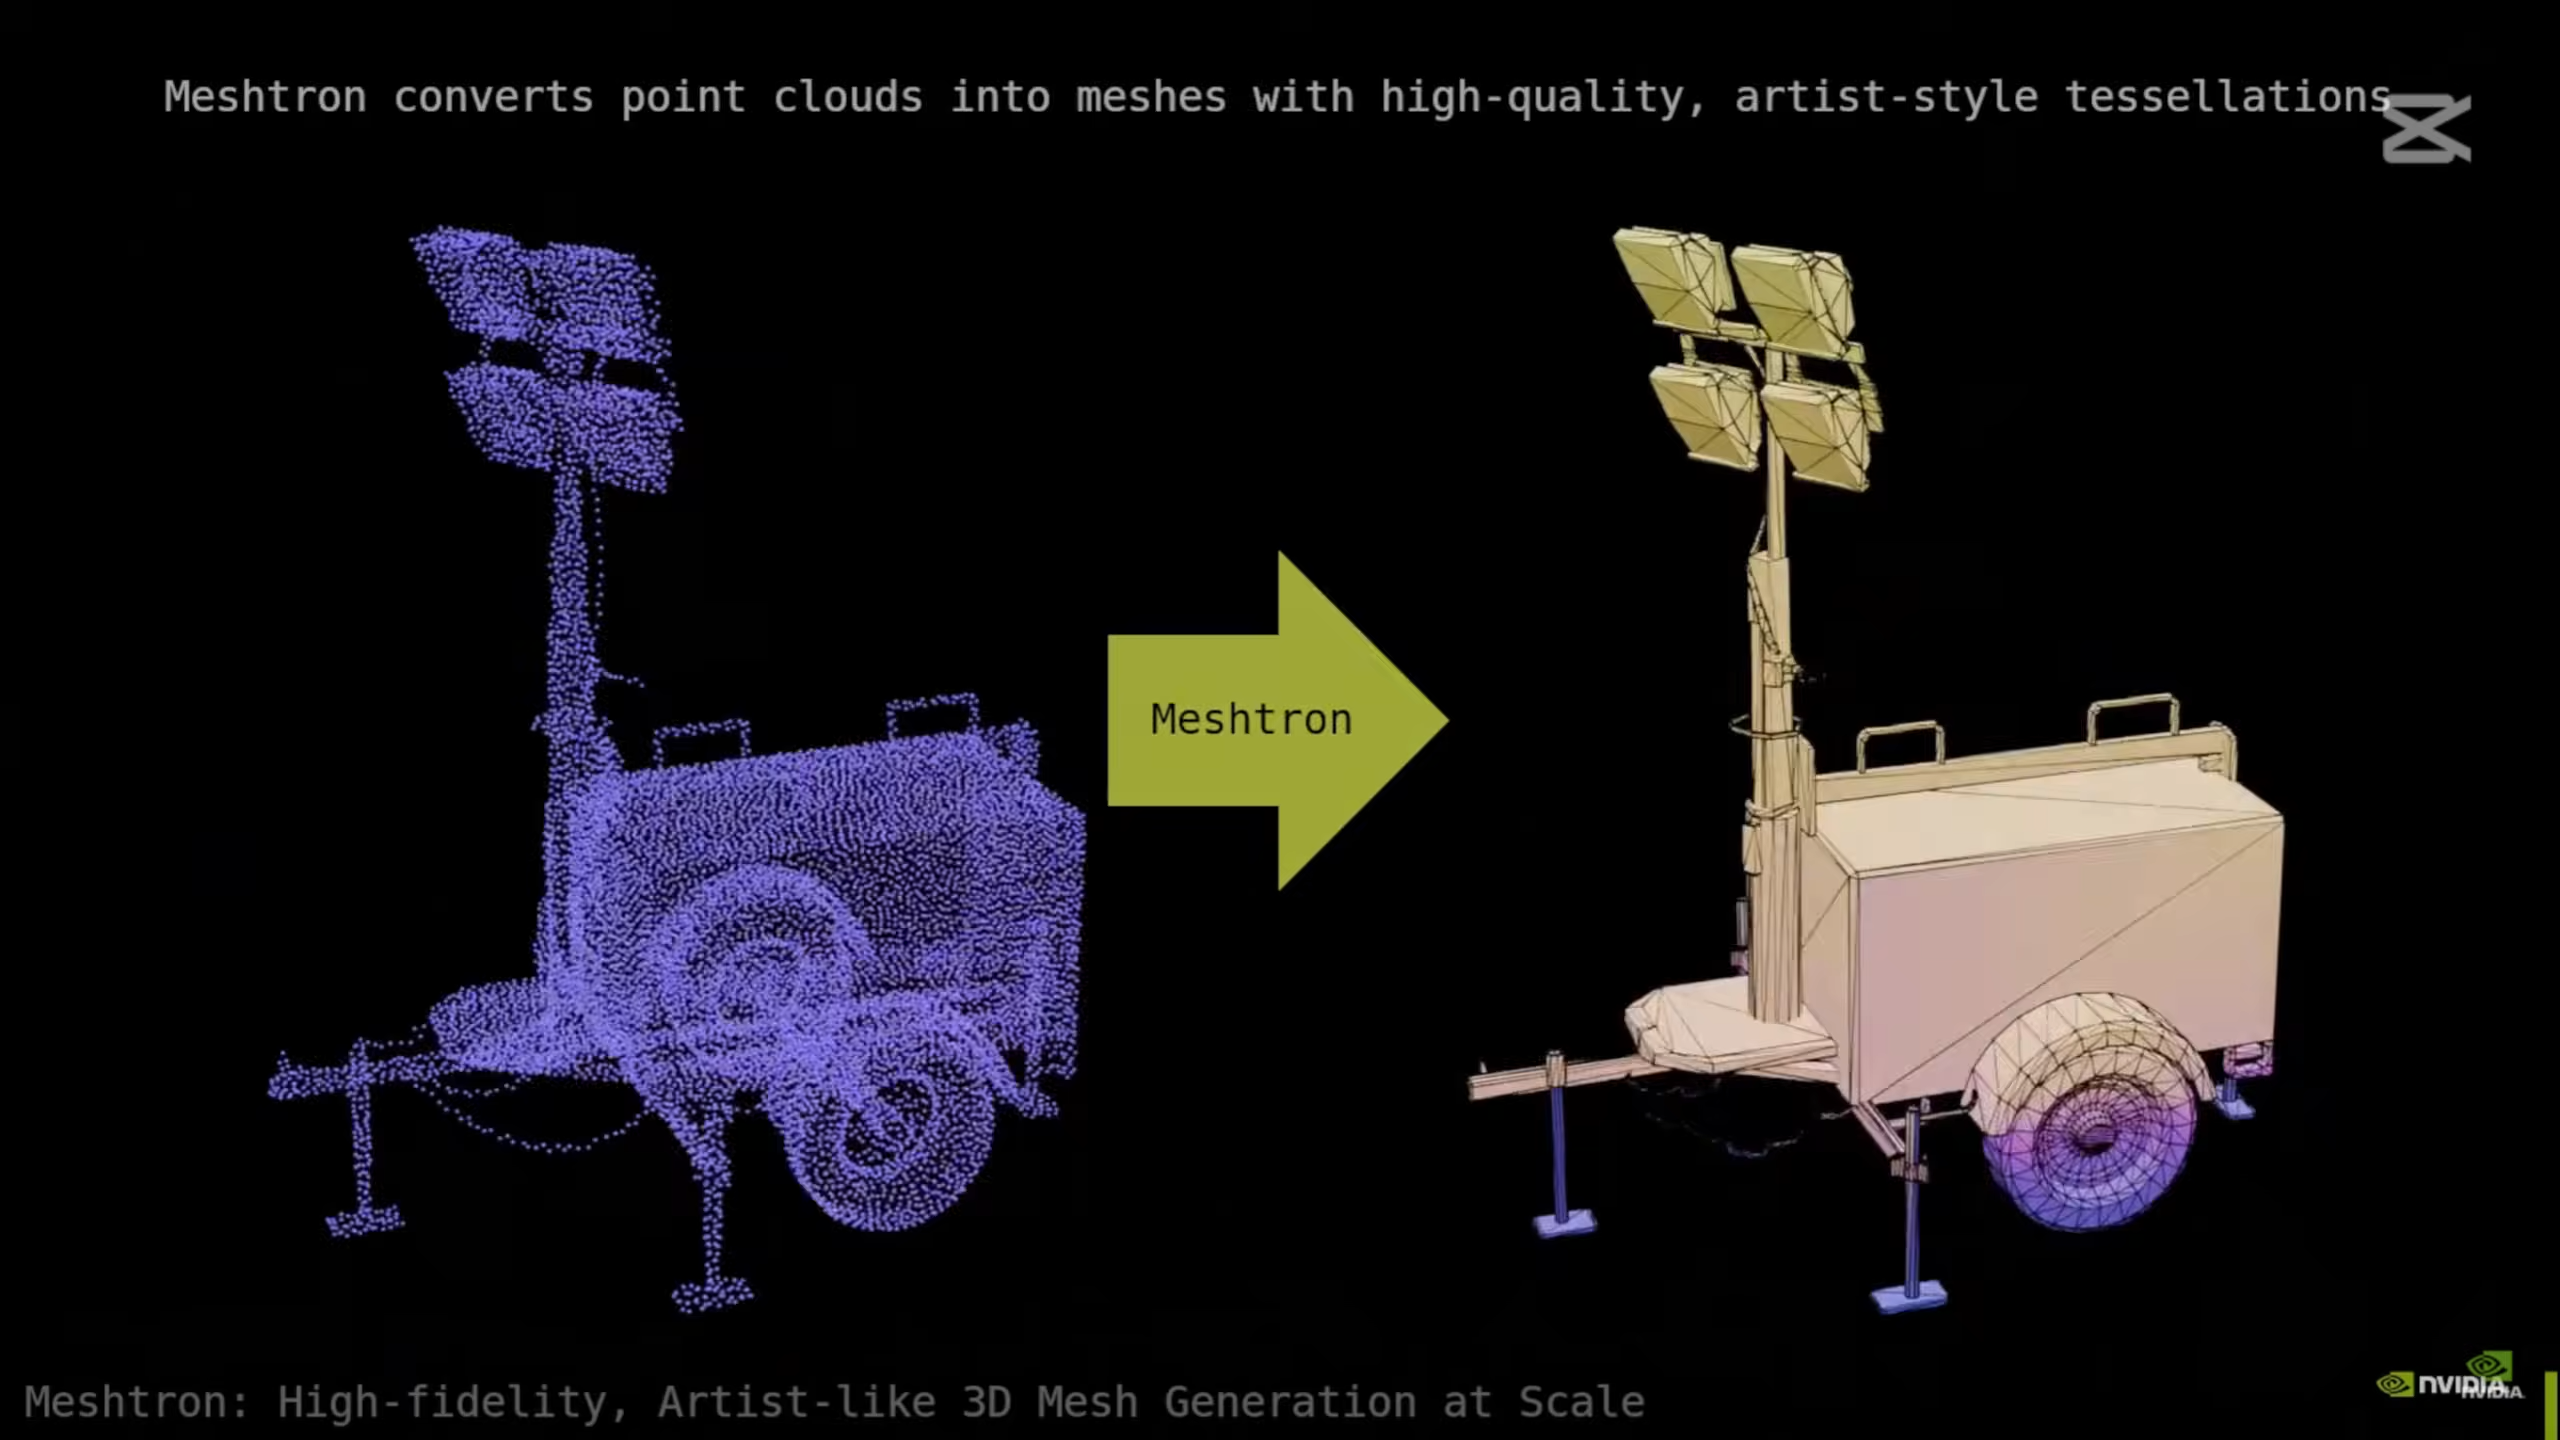 Meshtron converts point clouds into meshes with high-quality, artist-style tessellations
Meshtron
Meshtron: High-fidelity, Artist-like 3D Mesh Generation at Scale
NVIDIA
NVIDIA